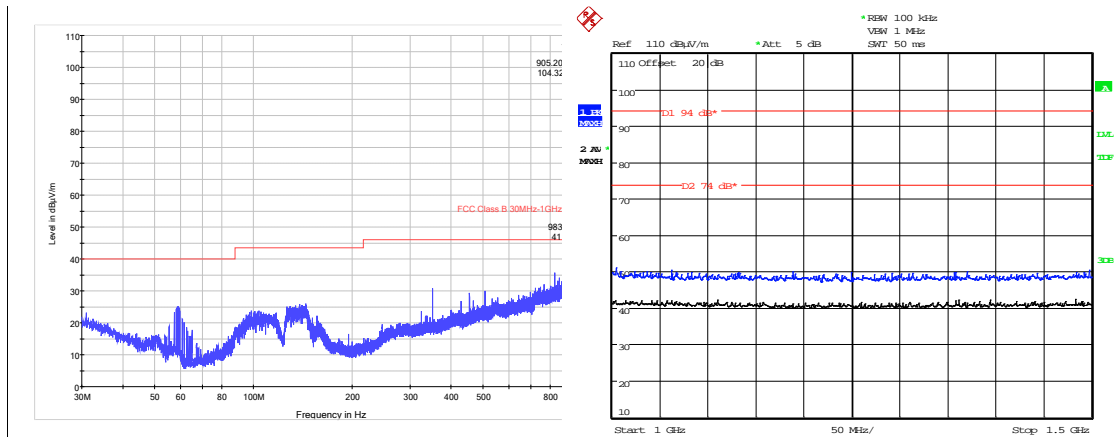 110
100
90
80
70
60
50
40
30
20
10
0
Level in dBµV/m
905.20
104.32
FCC Class B 30MHz-1GHz
983
41
30M 50 60 80 100M 200 300 400 500 800
Frequency in Hz
R S
* RBW 100 kHz
VBW 1 MHz
Ref 110 dBµV/m * Att 5 dB SWT 50 ms
110 Offset 20 dB
A
100
1 PK
MAXH
D1 94 dB*
90
LVL
2 AV *
MAXH
TDF
80
D2 74 dB*
70
60
3DB
50
40
30
20
10
Start 1 GHz 50 MHz/ Stop 1.5 GHz